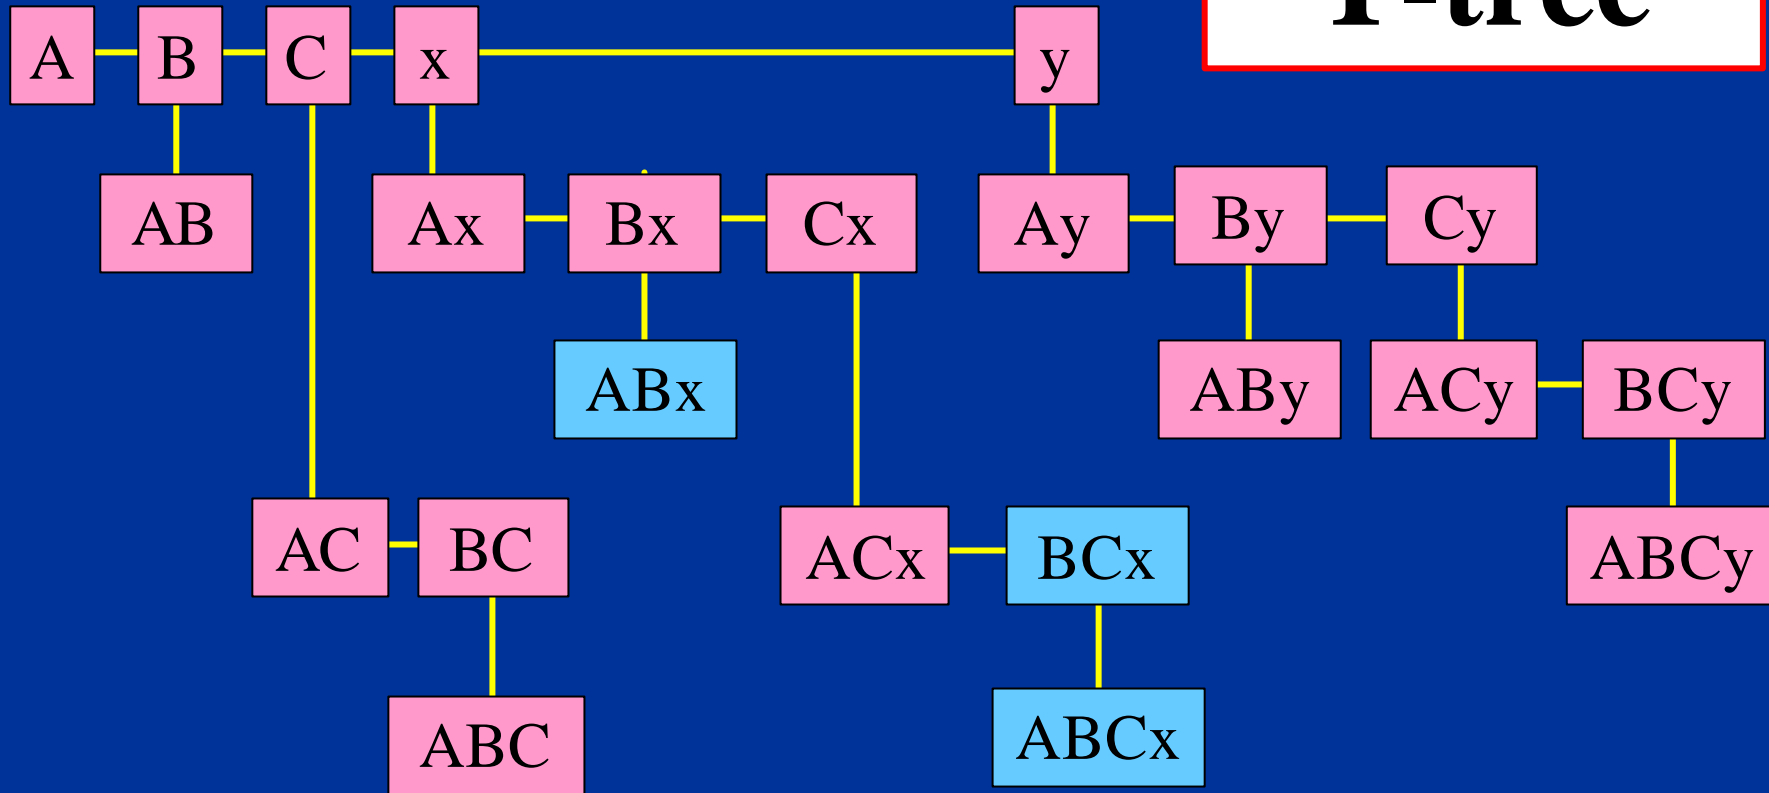 A B C x y
AB Ax Bx Cx Ay By Cy
ABx ABy ACy BCy
AC BC ACx BCx ABCy
ABC ABCx